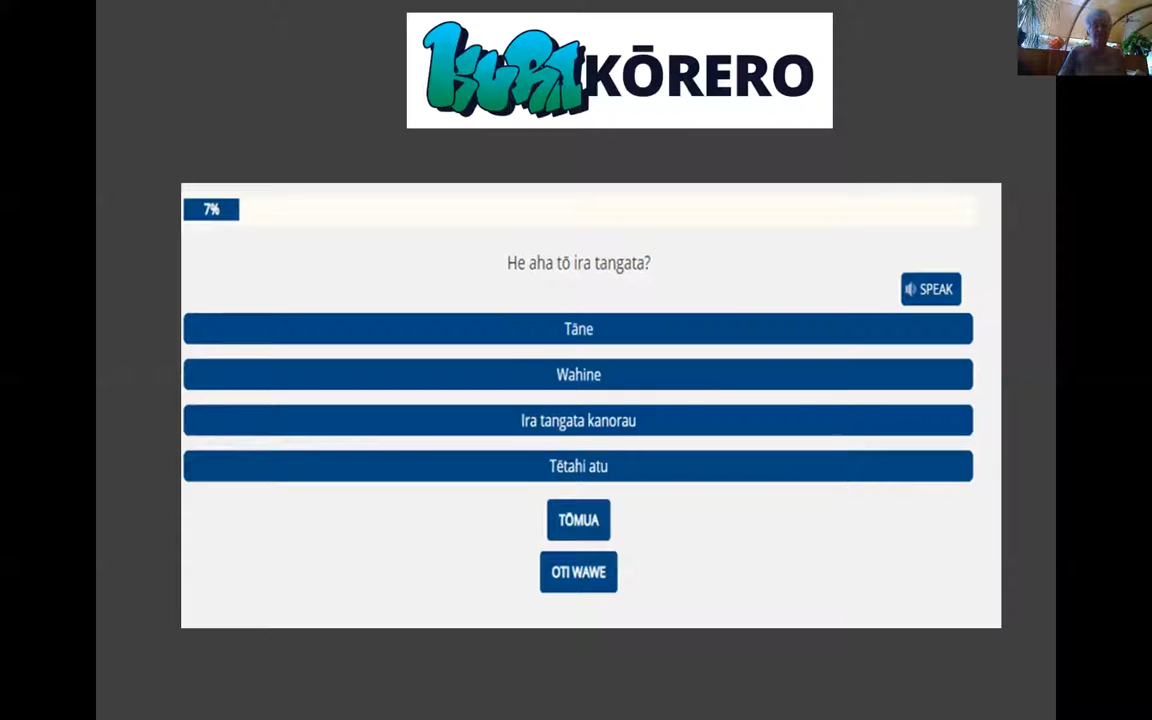 KURA KŌRERO
7%
He aha tō ira tangata?
SPEAK
Tāne
Wahine
Ira tangata kanorau
Tētahi atu
TŌMUA
OTI WAWE